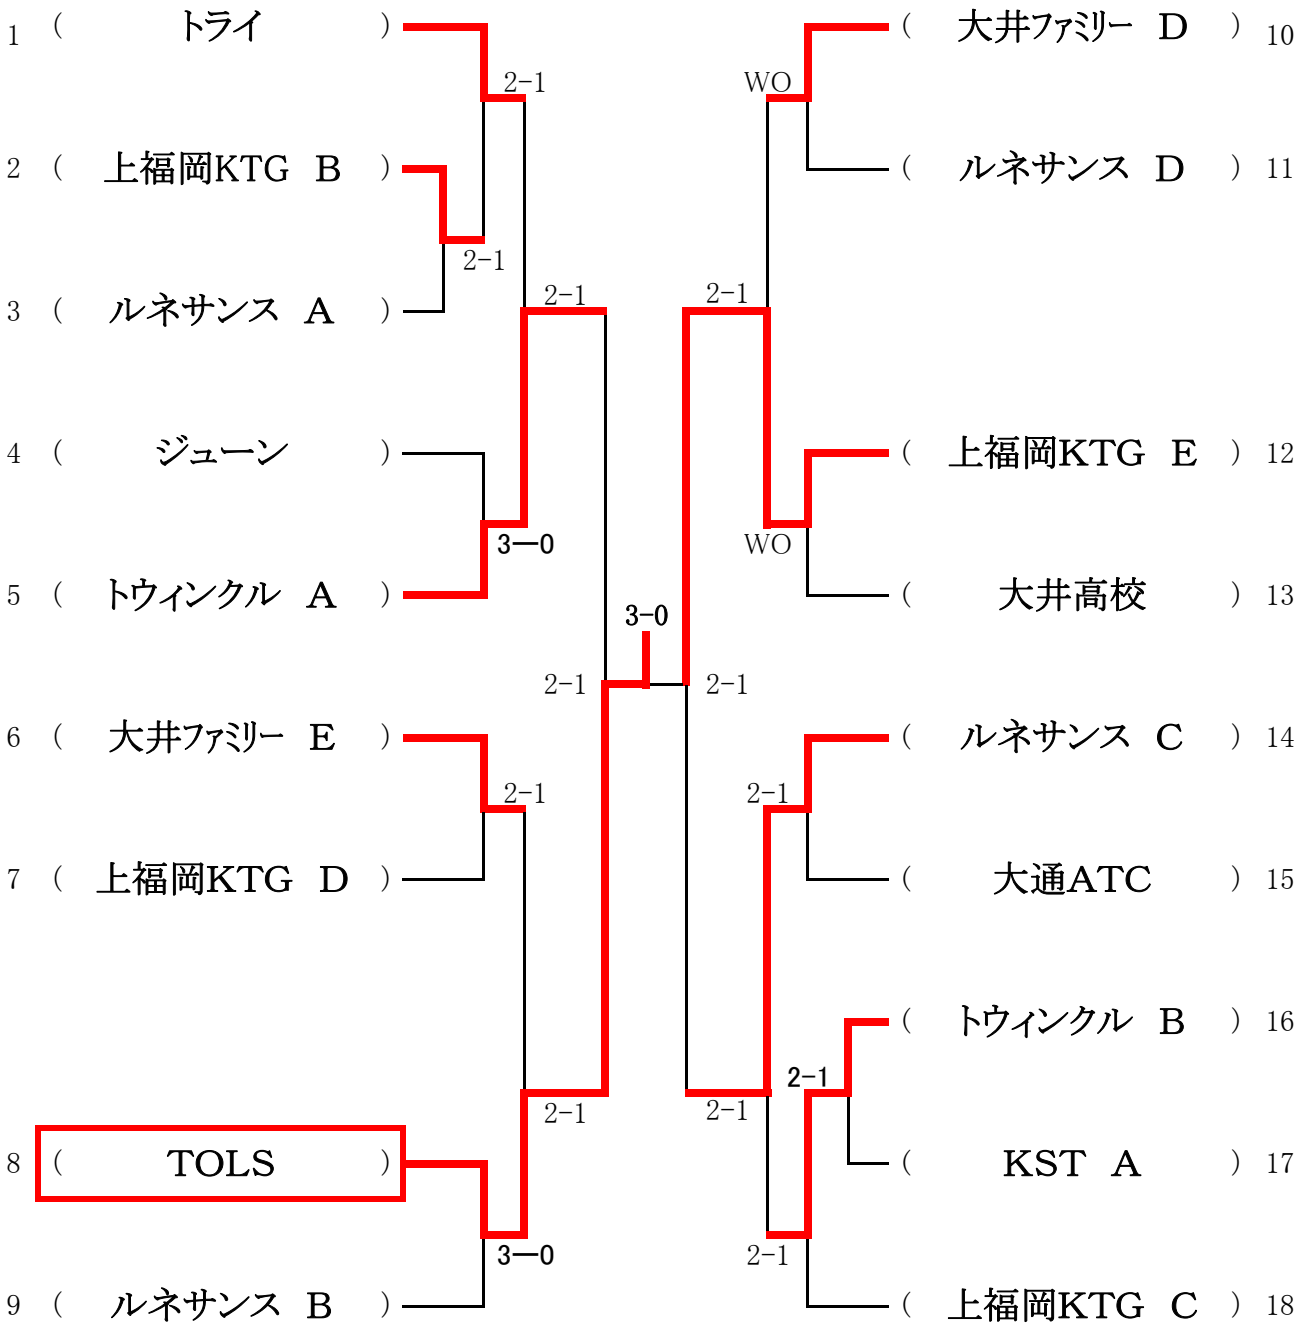 1 ( トライ )
2-1
2 ( 上福岡KTG B )
2-1
3 ( ルネサンス A )
2-1
4 ( ジューン )
3ー0
5 ( トウィンクル A )
3-0
2-1
6 ( 大井ファミリー E )
2-1
7 ( 上福岡KTG D )
2-1
8 ( TOLS )
3ー0
9 ( ルネサンス B )
( 大井ファミリー D ) 10
WO
( ルネサンス D ) 11
2-1
( 上福岡KTG E ) 12
WO
( 大井高校 ) 13
2-1
( ルネサンス C ) 14
2-1
( 大通ATC ) 15
( トウィンクル B ) 16
2-1
2-1
( KST A ) 17
2-1
( 上福岡KTG C ) 18